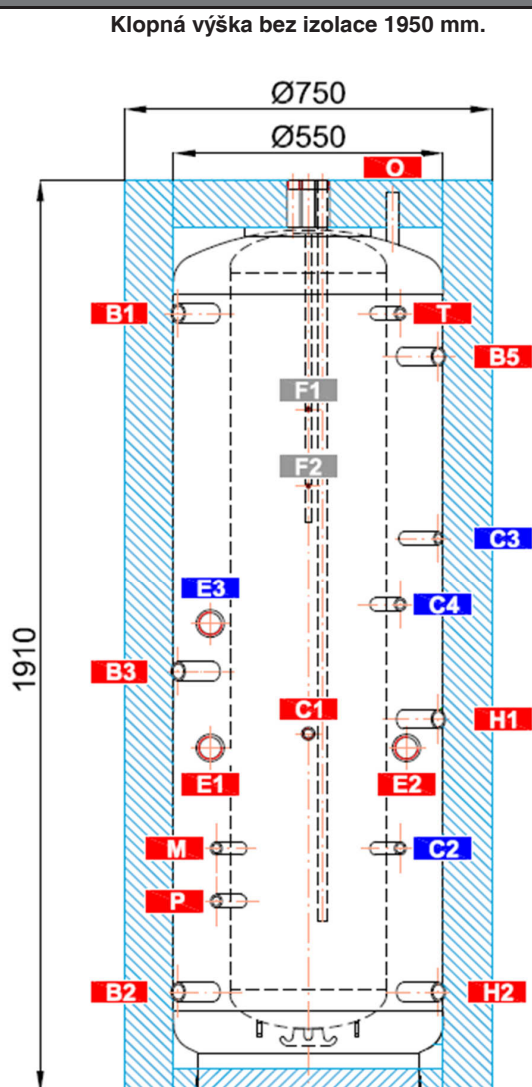 Klopná výška bez izolace 1950 mm.
Ø750
Ø550
O
B1
T
B5
F1
F2
C3
E3
C4
1910
B3
C1
H1
E1
E2
M
C2
P
B2
H2